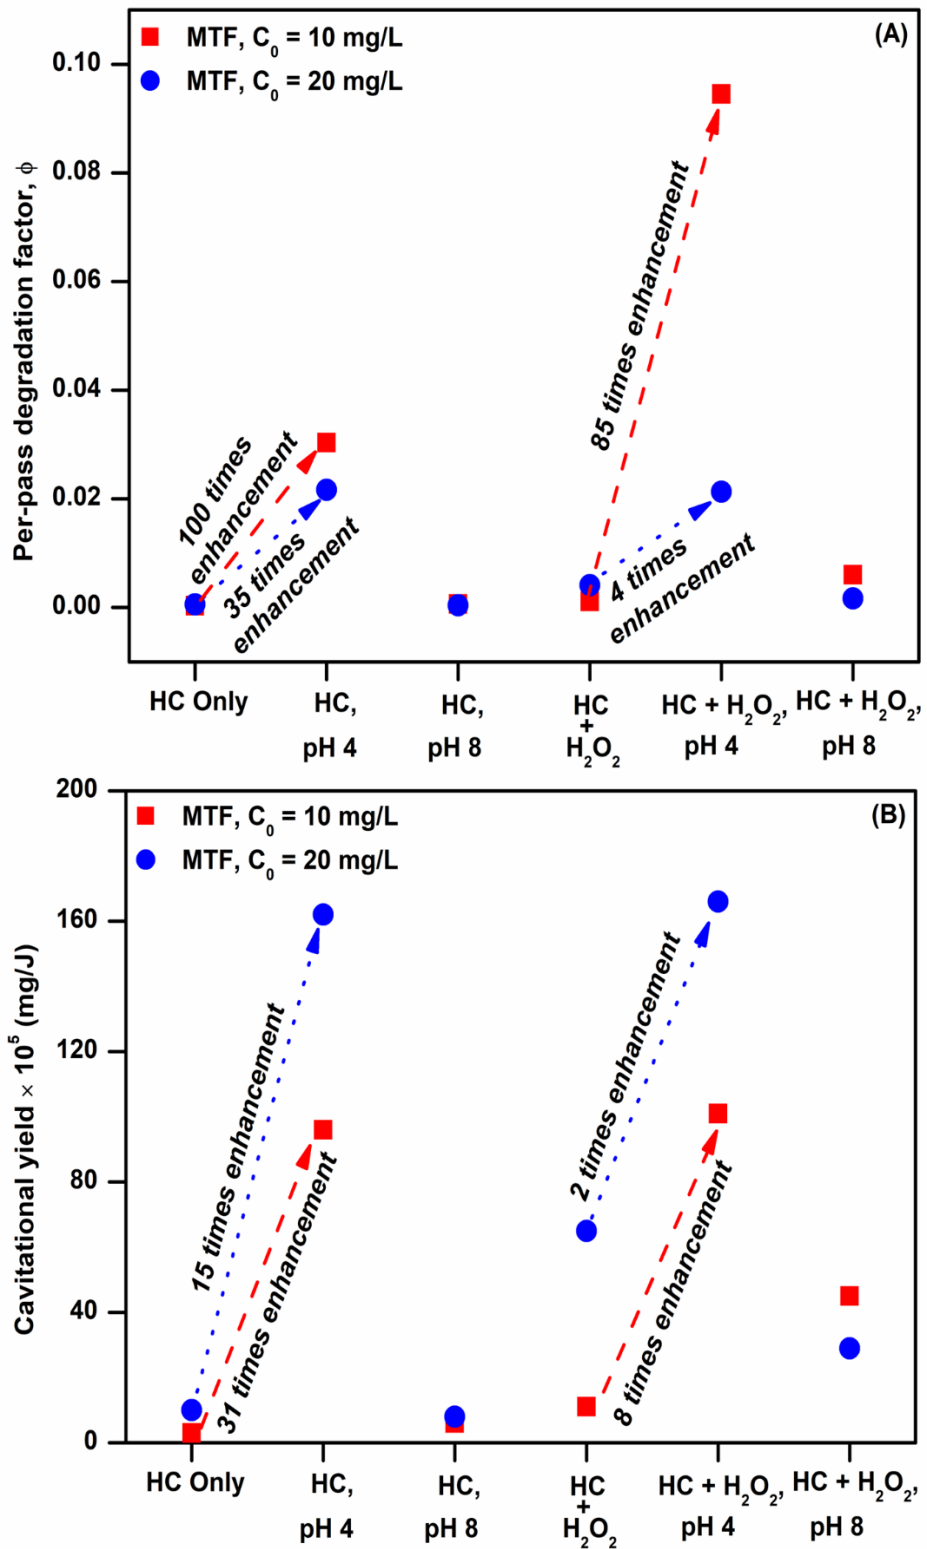 (A)
MTF, C₀ = 10 mg/L
MTF, C₀ = 20 mg/L
Per-pass degradation factor, ϕ
0.10
0.08
0.06
0.04
0.02
0.00
100 times
enhancement
35 times
enhancement
85 times enhancement
4 times
enhancement
HC Only
HC,
pH 4
HC,
pH 8
HC
+
H₂O₂
HC + H₂O₂,
pH 4
HC + H₂O₂,
pH 8
(B)
MTF, C₀ = 10 mg/L
MTF, C₀ = 20 mg/L
Cavitational yield × 10⁵ (mg/J)
200
160
120
80
40
0
15 times enhancement
31 times enhancement
2 times enhancement
8 times enhancement
HC Only
HC,
pH 4
HC,
pH 8
HC
+
H₂O₂
HC + H₂O₂,
pH 4
HC + H₂O₂,
pH 8